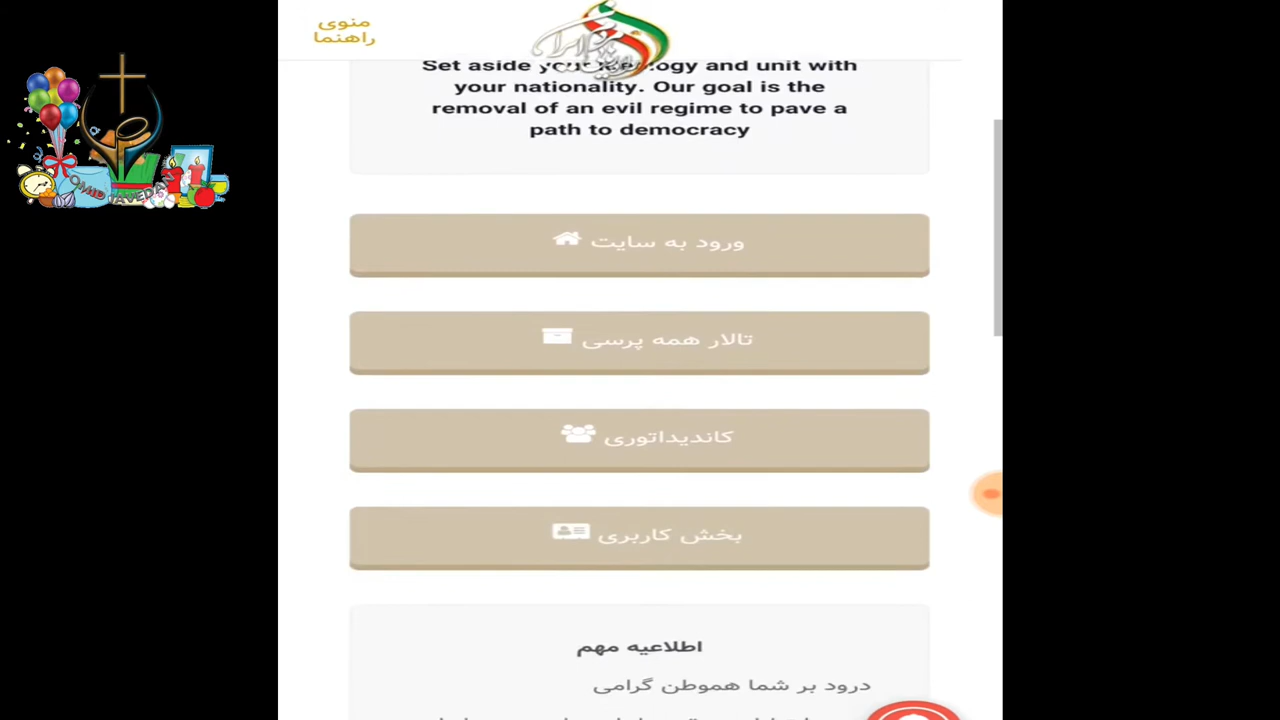 منوی
راهنما
Set aside your ideology and unit with
your nationality. Our goal is the
removal of an evil regime to pave a
path to democracy
OMID JAVEDAN
ورود به سایت
تالار همه پرسی
کاندیداتوری
بخش کاربری
اطلاعیه مهم
درود بر شما هموطن گرامی